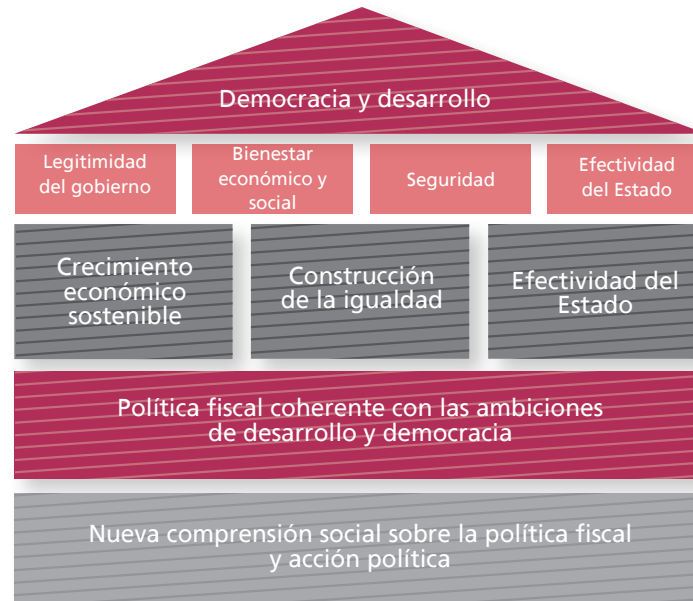 Democracia y desarrollo
Legitimidad
del gobierno
Bienestar
económico y
social
Seguridad
Efectividad
del Estado
Crecimiento
económico
sostenible
Construcción
de la igualdad
Efectividad del
Estado
Política fiscal coherente con las ambiciones
de desarrollo y democracia
Nueva comprensión social sobre la política fiscal
y acción política